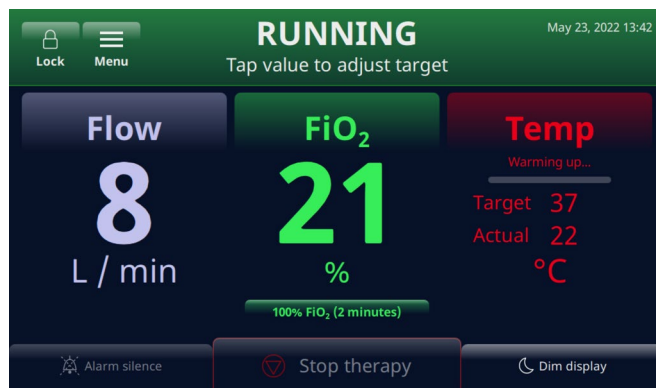 RUNNING
May 23, 2022 13:42
Lock
Menu
Tap value to adjust target
Flow
8
L / min
FiO₂
21
%
100% FiO₂ (2 minutes)
Temp
Warming up...
Target 37
Actual 22
°C
Alarm silence
Stop therapy
Dim display